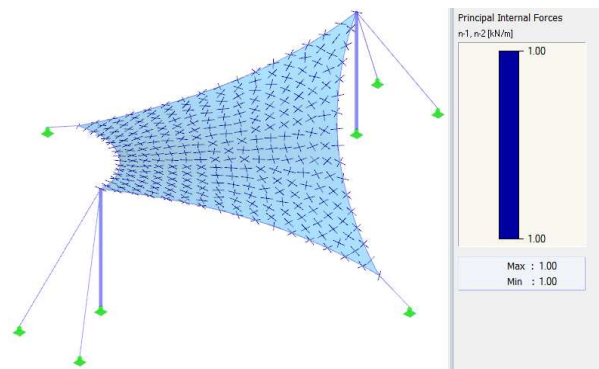 Principal Internal Forces
n-1, n-2 [kN/m]
1.00
1.00
Max : 1.00
Min : 1.00